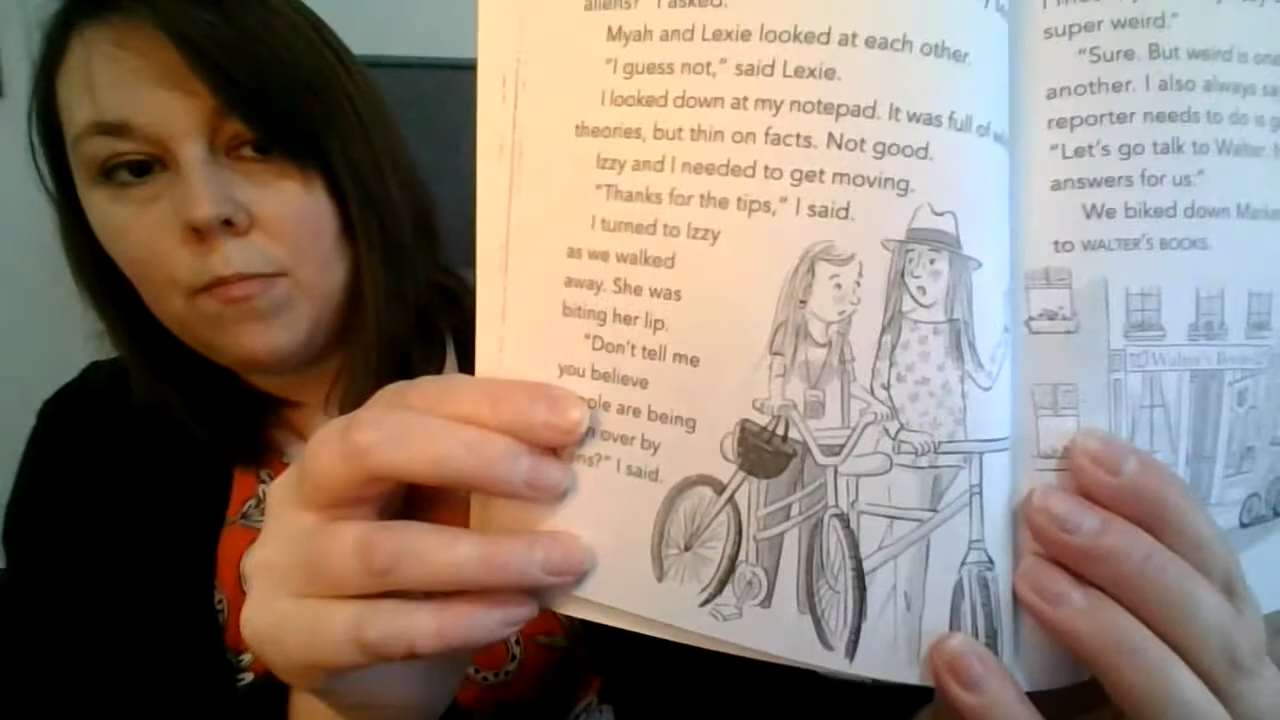 aliens?" I asked.
Myah and Lexie looked at each other.
"I guess not," said Lexie.
I looked down at my notepad. It was full of
theories, but thin on facts. Not good.
Izzy and I needed to get moving.
"Thanks for the tips," I said.
I turned to Izzy
as we walked
away. She was
biting her lip.
"Don't tell me
you believe
are being
over by
I said.
super weird."
"Sure. But weird is one
another. I also always
reporter needs to do is
"Let's go talk to Walter.
answers for us."
We biked down
to WALTER'S BOOKS.
Walter's Books